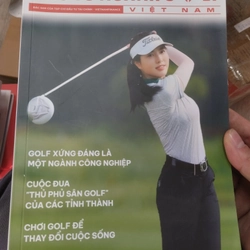 VIỆT NAM
Titleist
GOLF XỨNG ĐÁNG LÀ
MỘT NGÀNH CÔNG NGHIỆP
CUỘC ĐUA
"THỦ PHỦ SÂN GOLF"
CỦA CÁC TỈNH THÀNH
CHƠI GOLF ĐỂ
THAY ĐỔI CUỘC SỐNG